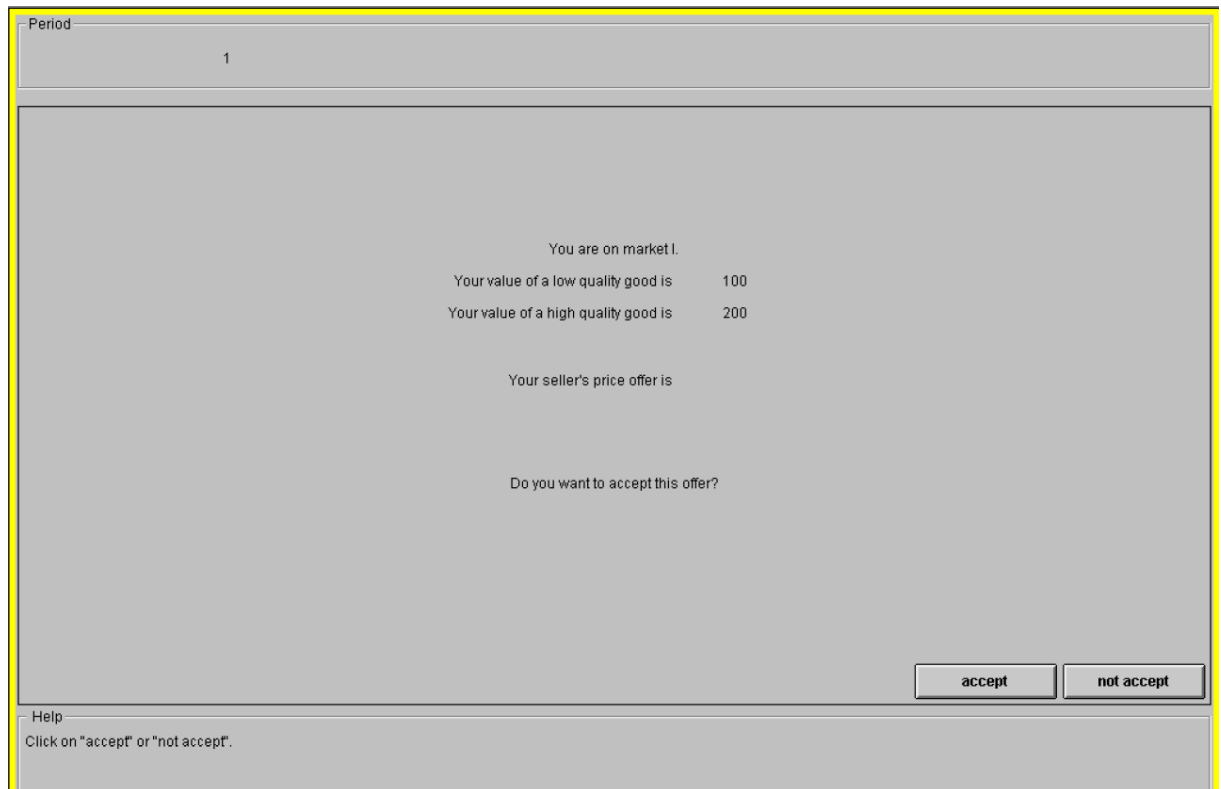 Period
1
You are on market I.
Your value of a low quality good is 100
Your value of a high quality good is 200
Your seller's price offer is
Do you want to accept this offer?
accept not accept
Help
Click on "accept" or "not accept".